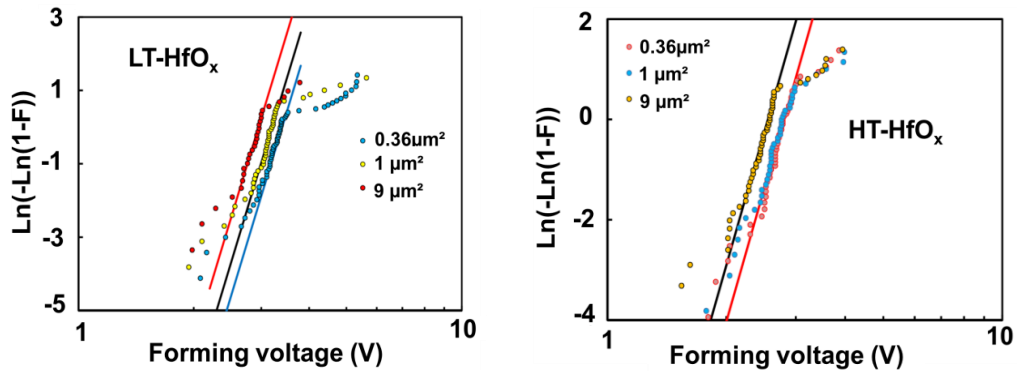 3
1
-1
-3
-5
Ln(-Ln(1-F))
LT-HfOₓ
0.36µm²
1 µm²
9 µm²
1
10
Forming voltage (V)
2
0
-2
-4
Ln(-Ln(1-F))
0.36µm²
1 µm²
9 µm²
HT-HfOₓ
1
10
Forming voltage (V)